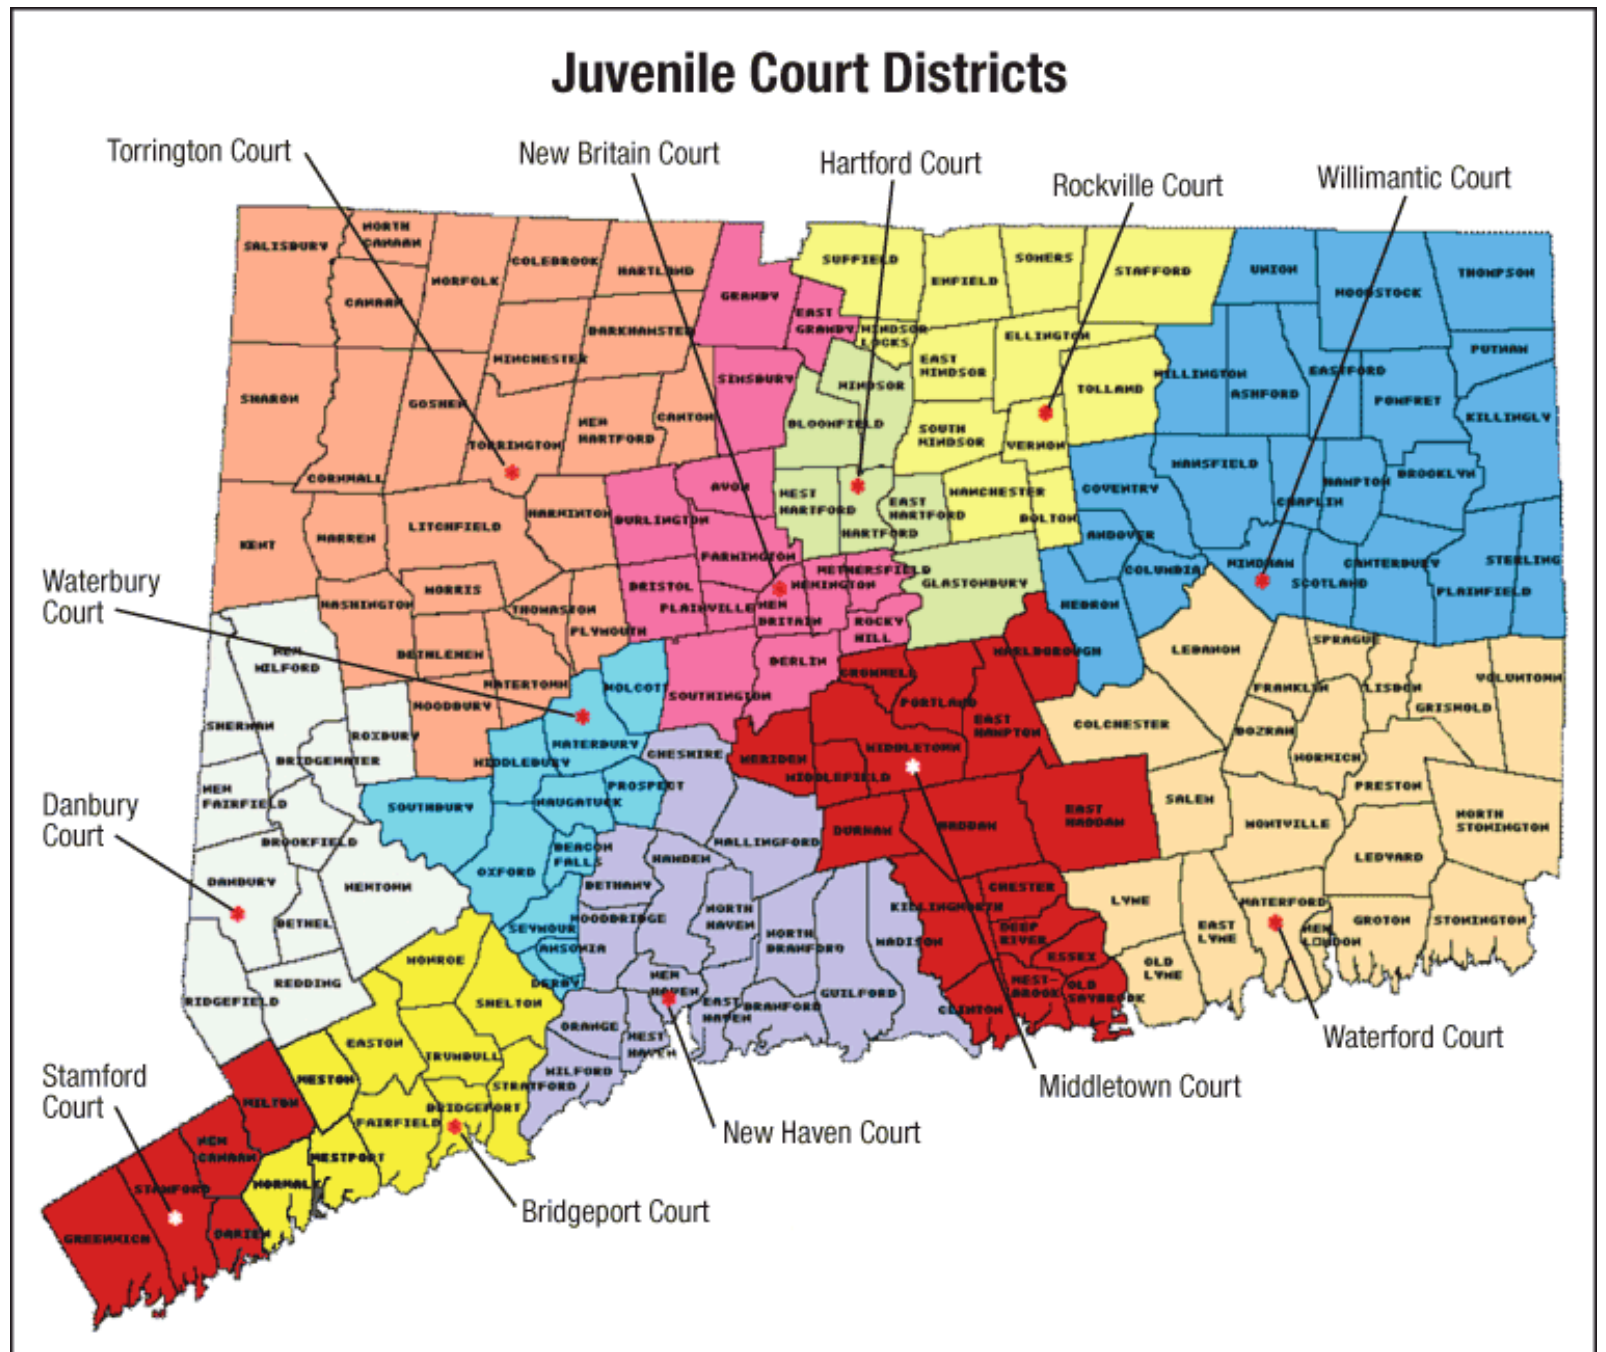 Juvenile Court Districts
Torrington Court
New Britain Court
Hartford Court
Rockville Court
Willimantic Court
SALISBURY
NORTH
CANAAN
CANAAN
NORFOLK
COLEBROOK
HARTLAND
GRANBY
EAST
GRANBY
SUFFIELD
WINDSOR
LOCKS
ENFIELD
SOMERS
STAFFORD
UNION
WOODSTOCK
THOMPSON
BARKHAMSTED
WINCHESTER
SIMSBURY
WINDSOR
EAST
WINDSOR
ELLINGTON
TOLLAND
WILLINGTON
ASHFORD
EASTFORD
PUTNAM
POMFRET
KILLINGLY
SHARON
GOSHEN
TORRINGTON
NEW
HARTFORD
CANTON
BLOOMFIELD
SOUTH
WINDSOR
VERNON
CORNWALL
MANSFIELD
HAMPTON
BROOKLYN
CHAPLIN
COVENTRY
AVON
WEST
HARTFORD
HARTFORD
EAST
HARTFORD
MANCHESTER
BOLTON
ANDOVER
KENT
WARREN
LITCHFIELD
HARWINTON
BURLINGTON
FARMINGTON
WETHERSFIELD
NEWINGTON
GLASTONBURY
COLUMBIA
WINDHAM
SCOTLAND
CANTERBURY
STERLING
PLAINFIELD
WASHINGTON
MORRIS
THOMASTON
PLYMOUTH
BRISTOL
PLAINVILLE
NEW
BRITAIN
ROCKY
HILL
HEBRON
Waterbury
Court
NEW
MILFORD
BETHLEHEM
WATERTOWN
WOODBURY
WOLCOTT
SOUTHINGTON
BERLIN
CROMWELL
PORTLAND
MARLBOROUGH
EAST
HAMPTON
LEBANON
SPRAGUE
FRANKLIN
LISBON
VOLUNTOWN
GRISWOLD
SHERMAN
BRIDGEWATER
ROXBURY
MIDDLEBURY
WATERBURY
CHESHIRE
MERIDEN
MIDDLEFIELD
MIDDLETOWN
COLCHESTER
BOZRAH
NORWICH
PRESTON
NEW
FAIRFIELD
BROOKFIELD
SOUTHBURY
NAUGATUCK
PROSPECT
WALLINGFORD
DURHAM
HADDAM
EAST
HADDAM
SALEM
MONTVILLE
NORTH
STONINGTON
Danbury
Court
DANBURY
BETHEL
NEWTOWN
OXFORD
BEACON
FALLS
BETHANY
HAMDEN
LEDYARD
SEYMOUR
WOODBRIDGE
NORTH
HAVEN
NORTH
BRANFORD
MADISON
KILLINGWORTH
CHESTER
DEEP
RIVER
ESSEX
LYME
EAST
LYME
WATERFORD
NEW
LONDON
GROTON
STONINGTON
RIDGEFIELD
REDDING
MONROE
SHELTON
ANSONIA
DERBY
NEW
HAVEN
EAST
HAVEN
BRANFORD
GUILFORD
CLINTON
WEST-
BROOK
OLD
SAYBROOK
OLD
LYME
EASTON
TRUMBULL
ORANGE
WEST
HAVEN
MILFORD
STRATFORD
Waterford Court
Middletown Court
New Haven Court
Stamford
Court
WILTON
WESTON
FAIRFIELD
BRIDGEPORT
NEW
CANAAN
WESTPORT
NORWALK
STAMFORD
DARIEN
GREENWICH
Bridgeport Court